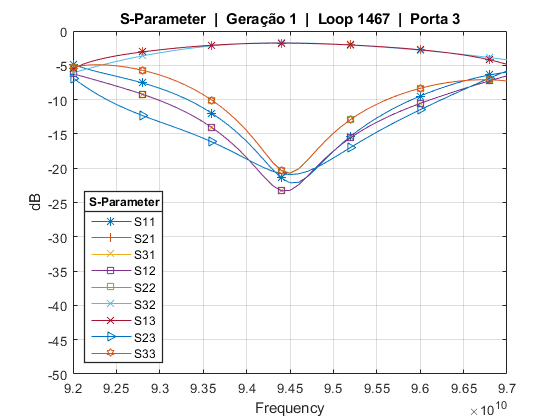 S-Parameter | Geração 1 | Loop 1467 | Porta 3
0
-5
-10
-15
-20
-25
-30
-35
-40
-45
-50
dB
S-Parameter
S11
S21
S31
S12
S22
S32
S13
S23
S33
9.2 9.25 9.3 9.35 9.4 9.45 9.5 9.55 9.6 9.65 9.7
Frequency
×10^10